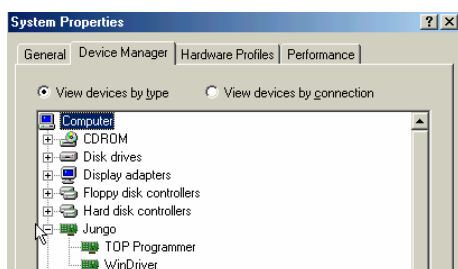 System Properties
General Device Manager Hardware Profiles Performance
View devices by type View devices by connection
Computer
CDROM
Disk drives
Display adapters
Floppy disk controllers
Hard disk controllers
Jungo
TOP Programmer
WinDriver